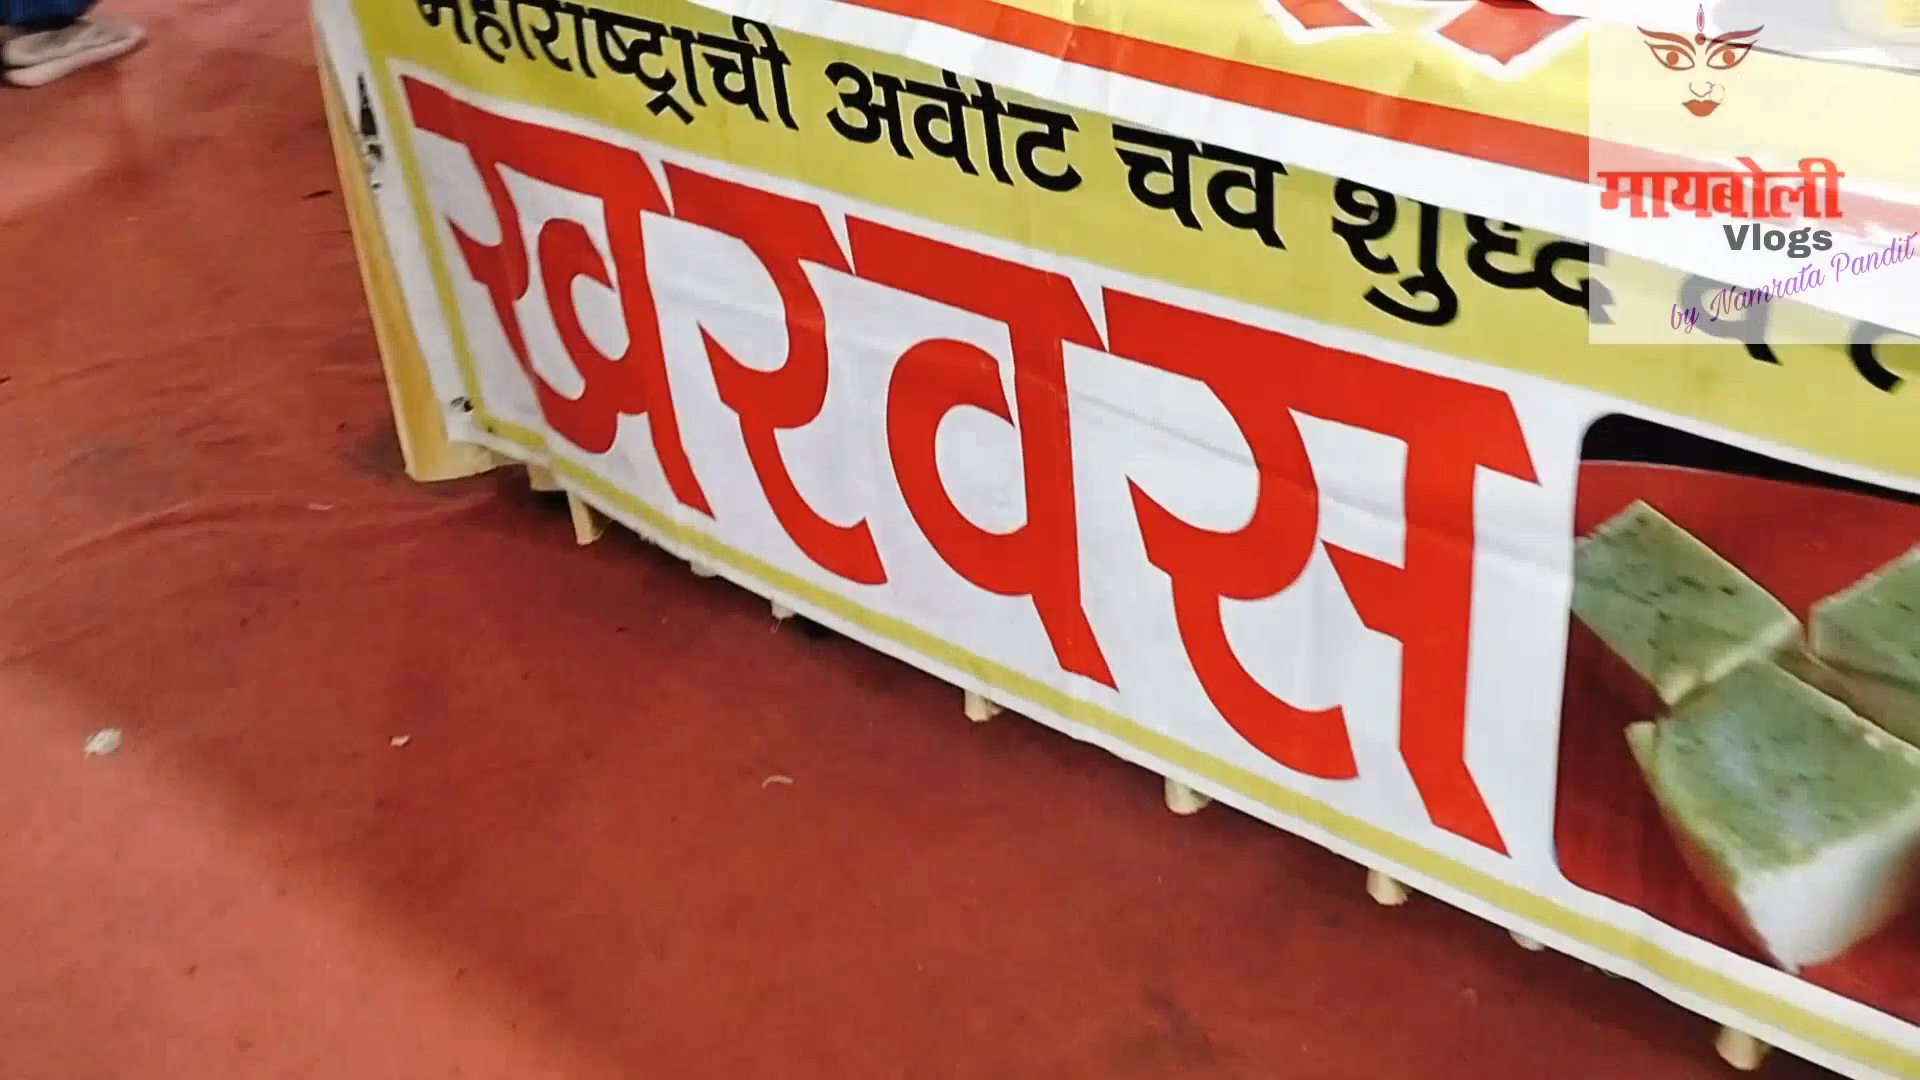 महाराष्ट्राची अवीट चव शुध्द व
खरवस
मायबोली
Vlogs
by Namrata Pandit